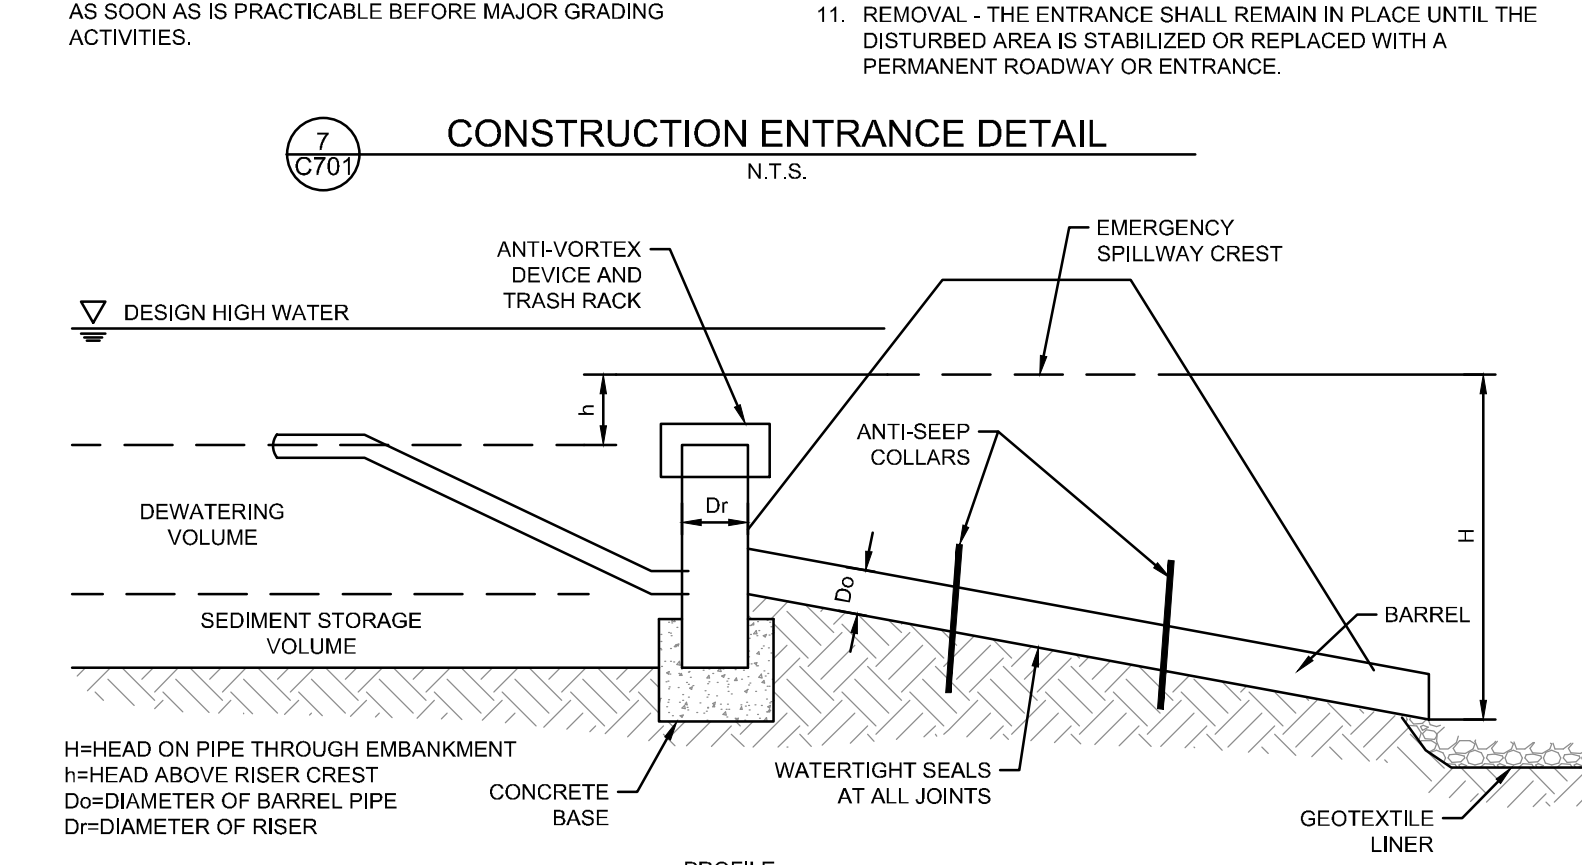 AS SOON AS IS PRACTICABLE BEFORE MAJOR GRADING
ACTIVITIES.
11. REMOVAL - THE ENTRANCE SHALL REMAIN IN PLACE UNTIL THE
DISTURBED AREA IS STABILIZED OR REPLACED WITH A
PERMANENT ROADWAY OR ENTRANCE.
7
C701
CONSTRUCTION ENTRANCE DETAIL
N.T.S.
EMERGENCY
SPILLWAY CREST
ANTI-VORTEX
DEVICE AND
TRASH RACK
DESIGN HIGH WATER
h
ANTI-SEEP
COLLARS
DEWATERING
VOLUME
Dr
H
Do
SEDIMENT STORAGE
VOLUME
BARREL
H=HEAD ON PIPE THROUGH EMBANKMENT
h=HEAD ABOVE RISER CREST
Do=DIAMETER OF BARREL PIPE
Dr=DIAMETER OF RISER
CONCRETE
BASE
WATERTIGHT SEALS
AT ALL JOINTS
GEOTEXTILE
LINER
PROFILE